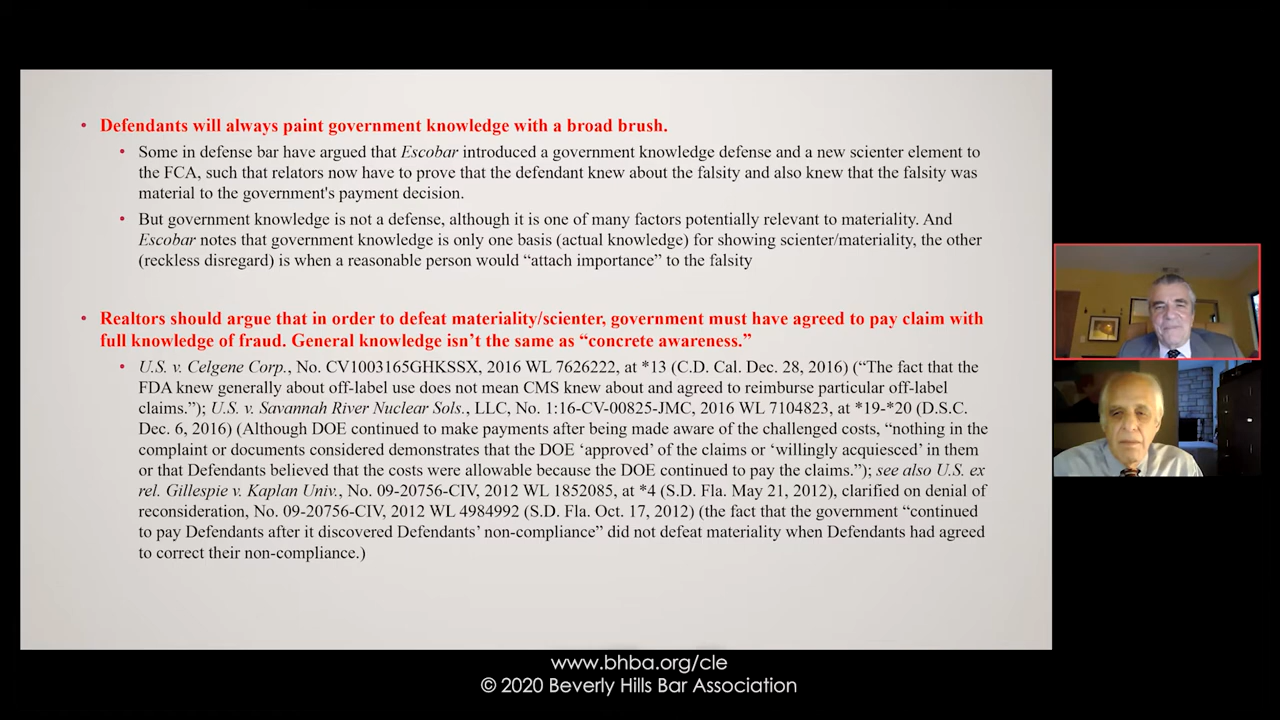 • Defendants will always paint government knowledge with a broad brush.
• Some in defense bar have argued that Escobar introduced a government knowledge defense and a new scienter element to
the FCA, such that relators now have to prove that the defendant knew about the falsity and also knew that the falsity was
material to the government's payment decision.
• But government knowledge is not a defense, although it is one of many factors potentially relevant to materiality. And
Escobar notes that government knowledge is only one basis (actual knowledge) for showing scienter/materiality, the other
(reckless disregard) is when a reasonable person would “attach importance” to the falsity
• Realtors should argue that in order to defeat materiality/scienter, government must have agreed to pay claim with
full knowledge of fraud. General knowledge isn’t the same as “concrete awareness.”
• U.S. v. Celgene Corp., No. CV1003165GHKSSX, 2016 WL 7626222, at *13 (C.D. Cal. Dec. 28, 2016) (“The fact that the
FDA knew generally about off-label use does not mean CMS knew about and agreed to reimburse particular off-label
claims.”); U.S. v. Savannah River Nuclear Sols., LLC, No. 1:16-CV-00825-JMC, 2016 WL 7104823, at *19-*20 (D.S.C.
Dec. 6, 2016) (Although DOE continued to make payments after being made aware of the challenged costs, “nothing in the
complaint or documents considered demonstrates that the DOE ‘approved’ of the claims or ‘willingly acquiesced’ in them
or that Defendants believed that the costs were allowable because the DOE continued to pay the claims.”); see also U.S. ex
rel. Gillespie v. Kaplan Univ., No. 09-20756-CIV, 2012 WL 1852085, at *4 (S.D. Fla. May 21, 2012), clarified on denial of
reconsideration, No. 09-20756-CIV, 2012 WL 4984992 (S.D. Fla. Oct. 17, 2012) (the fact that the government “continued
to pay Defendants after it discovered Defendants’ non-compliance” did not defeat materiality when Defendants had agreed
to correct their non-compliance.)
www.bhba.org/cle
© 2020 Beverly Hills Bar Association